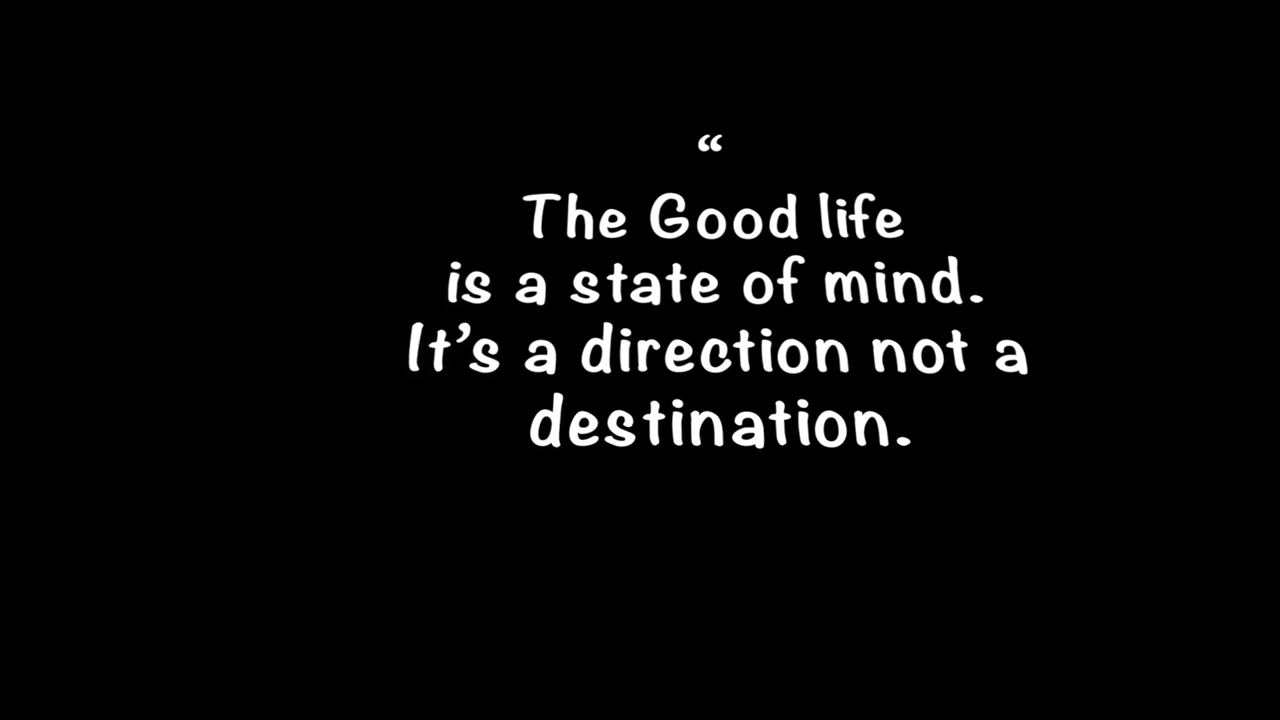 “
The Good life
is a state of mind.
It’s a direction not a
destination.